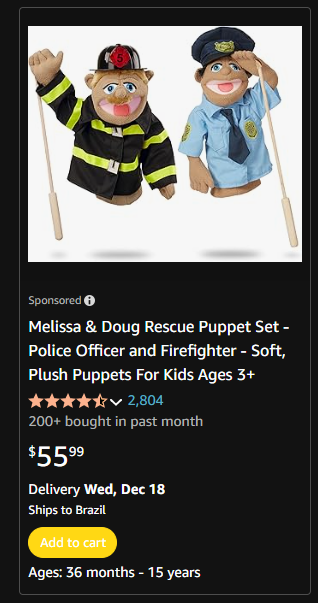 5
Sponsored
Melissa & Doug Rescue Puppet Set -
Police Officer and Firefighter - Soft,
Plush Puppets For Kids Ages 3+
2,804
200+ bought in past month
$55.99
Delivery Wed, Dec 18
Ships to Brazil
Add to cart
Ages: 36 months - 15 years